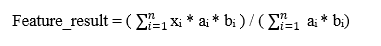 Feature_result = ( ∑ⁿᵢ₌₁ xᵢ * aᵢ * bᵢ ) / ( ∑ⁿᵢ₌₁ aᵢ * bᵢ)